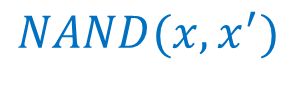 NAND(x, x′)